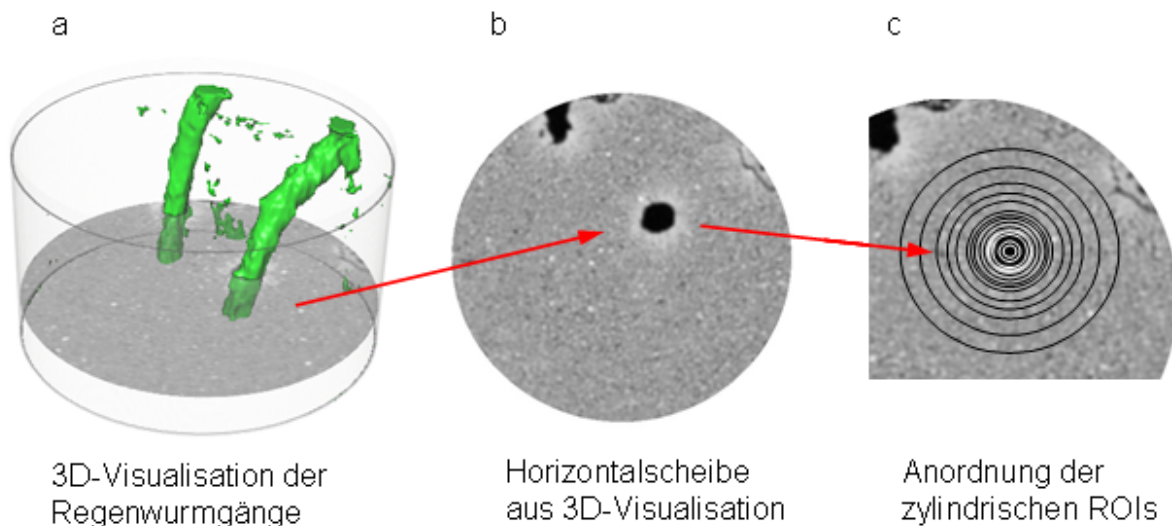 a
b
c
3D-Visualisation der
Regenwurmgänge
Horizontalscheibe
aus 3D-Visualisation
Anordnung der
zylindrischen ROIs